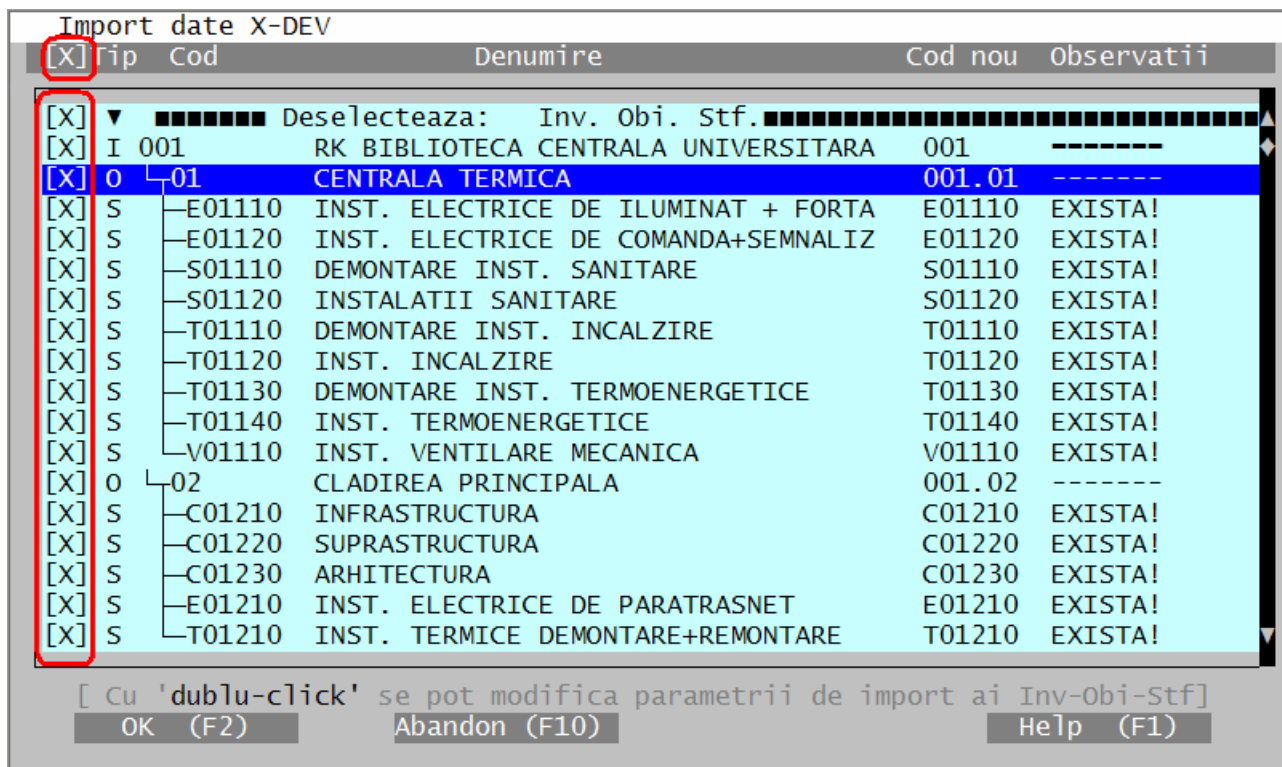 Import date X-DEV
[X] Tip Cod Denumire Cod nou Observatii
[X] ▼ ■■■■■■■ Deselecteaza: Inv. Obi. Stf.■■■■■■■■■■■■■■■■■■■■■■■■■■■■■■■
[X] I 001 RK BIBLIOTECA CENTRALA UNIVERSITARA 001 -------
[X] O 01 CENTRALA TERMICA 001.01 -------
[X] S E01110 INST. ELECTRICE DE ILUMINAT + FORTA E01110 EXISTA!
[X] S E01120 INST. ELECTRICE DE COMANDA+SEMNALIZ E01120 EXISTA!
[X] S S01110 DEMONTARE INST. SANITARE S01110 EXISTA!
[X] S S01120 INSTALATII SANITARE S01120 EXISTA!
[X] S T01110 DEMONTARE INST. INCALZIRE T01110 EXISTA!
[X] S T01120 INST. INCALZIRE T01120 EXISTA!
[X] S T01130 DEMONTARE INST. TERMOENERGETICE T01130 EXISTA!
[X] S T01140 INST. TERMOENERGETICE T01140 EXISTA!
[X] S V01110 INST. VENTILARE MECANICA V01110 EXISTA!
[X] O 02 CLADIREA PRINCIPALA 001.02 -------
[X] S C01210 INFRASTRUCTURA C01210 EXISTA!
[X] S C01220 SUPRASTRUCTURA C01220 EXISTA!
[X] S C01230 ARHITECTURA C01230 EXISTA!
[X] S E01210 INST. ELECTRICE DE PARATRASNET E01210 EXISTA!
[X] S T01210 INST. TERMICE DEMONTARE+REMONTARE T01210 EXISTA!
[ Cu 'dublu-click' se pot modifica parametrii de import ai Inv-Obi-Stf]
OK (F2) Abandon (F10) Help (F1)